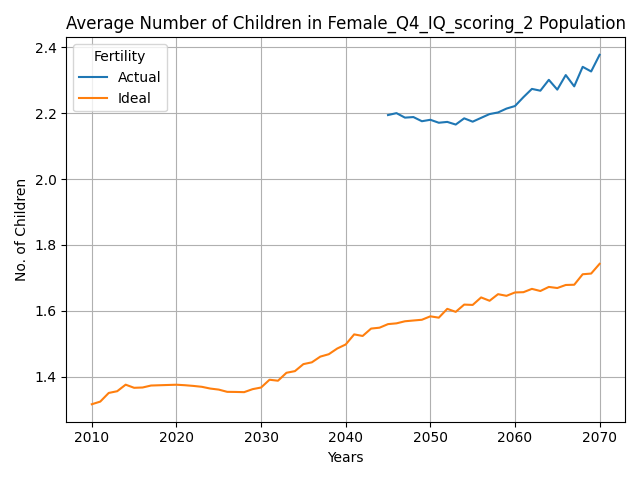 Average Number of Children in Female_Q4_IQ_scoring_2 Population
Fertility
Actual
Ideal
No. of Children
2.4
2.2
2.0
1.8
1.6
1.4
2010 2020 2030 2040 2050 2060 2070
Years